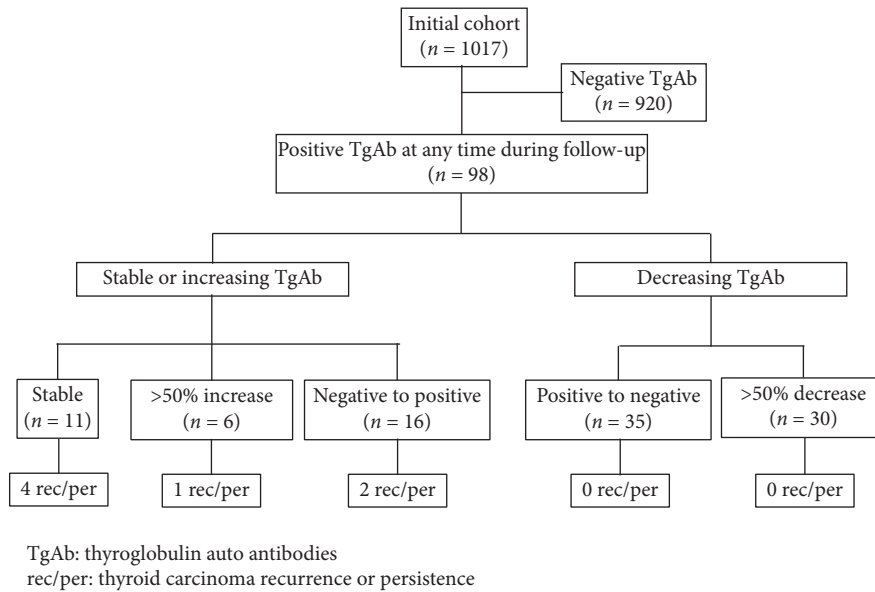 Initial cohort
(n = 1017)
Negative TgAb
(n = 920)
Positive TgAb at any time during follow-up
(n = 98)
Stable or increasing TgAb
Decreasing TgAb
Stable
(n = 11)
>50% increase
(n = 6)
Negative to positive
(n = 16)
Positive to negative
(n = 35)
>50% decrease
(n = 30)
4 rec/per
1 rec/per
2 rec/per
0 rec/per
0 rec/per
TgAb: thyroglobulin auto antibodies
rec/per: thyroid carcinoma recurrence or persistence